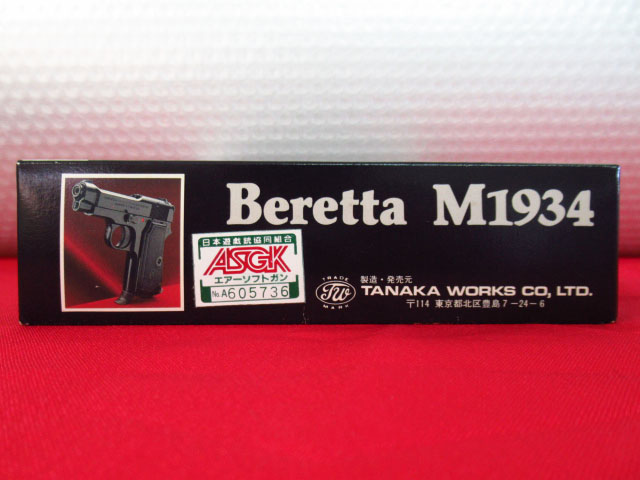 Beretta M1934
日本遊戯銃協同組合
ASGK
エアーソフトガン
No.A605736
TRADE
TW
MARK
製造・発売元
TANAKA WORKS CO, LTD.
〒114 東京都北区豊島7-24-6